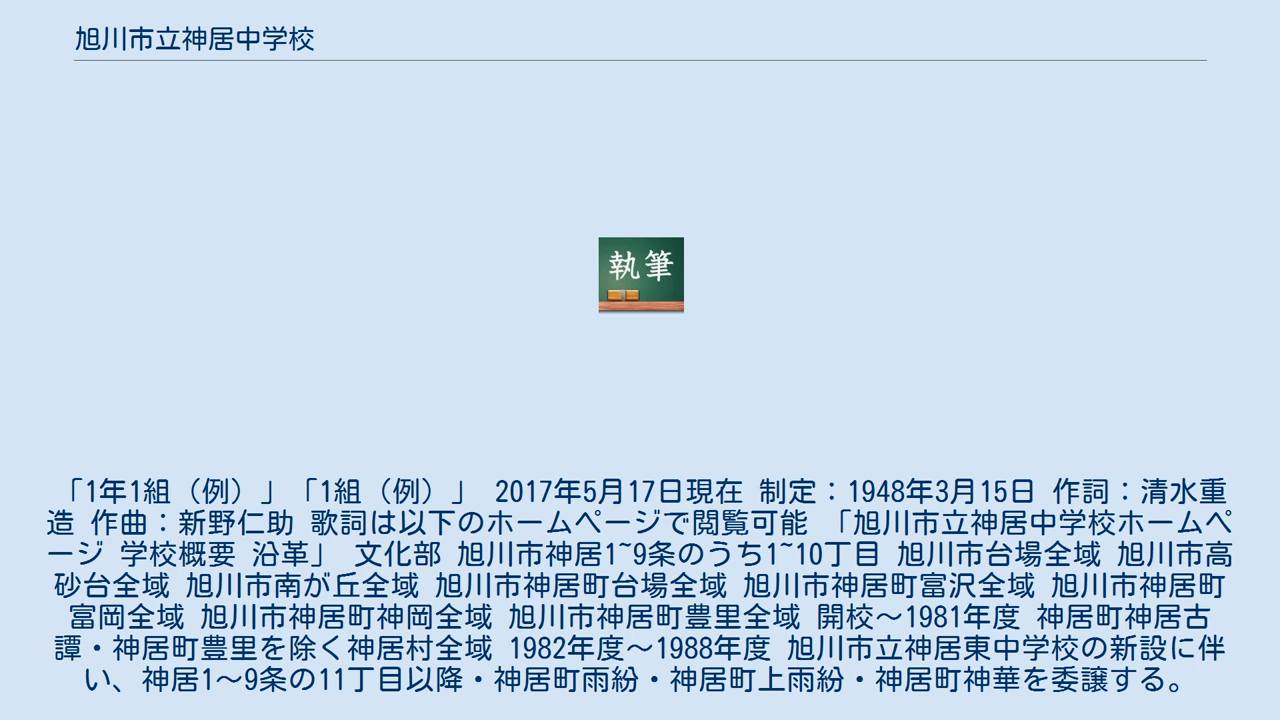 旭川市立神居中学校
執筆
「1年1組（例）」「1組（例）」 2017年5月17日現在 制定：1948年3月15日 作詞：清水重
造 作曲：新野仁助 歌詞は以下のホームページで閲覧可能 「旭川市立神居中学校ホームペ
ージ 学校概要 沿革」 文化部 旭川市神居1~9条のうち1~10丁目 旭川市台場全域 旭川市高
砂台全域 旭川市南が丘全域 旭川市神居町台場全域 旭川市神居町富沢全域 旭川市神居町
富岡全域 旭川市神居町神岡全域 旭川市神居町豊里全域 開校～1981年度 神居町神居古
譚・神居町豊里を除く神居村全域 1982年度～1988年度 旭川市立神居東中学校の新設に伴
い、神居1～9条の11丁目以降・神居町雨紛・神居町上雨紛・神居町神華を委譲する。